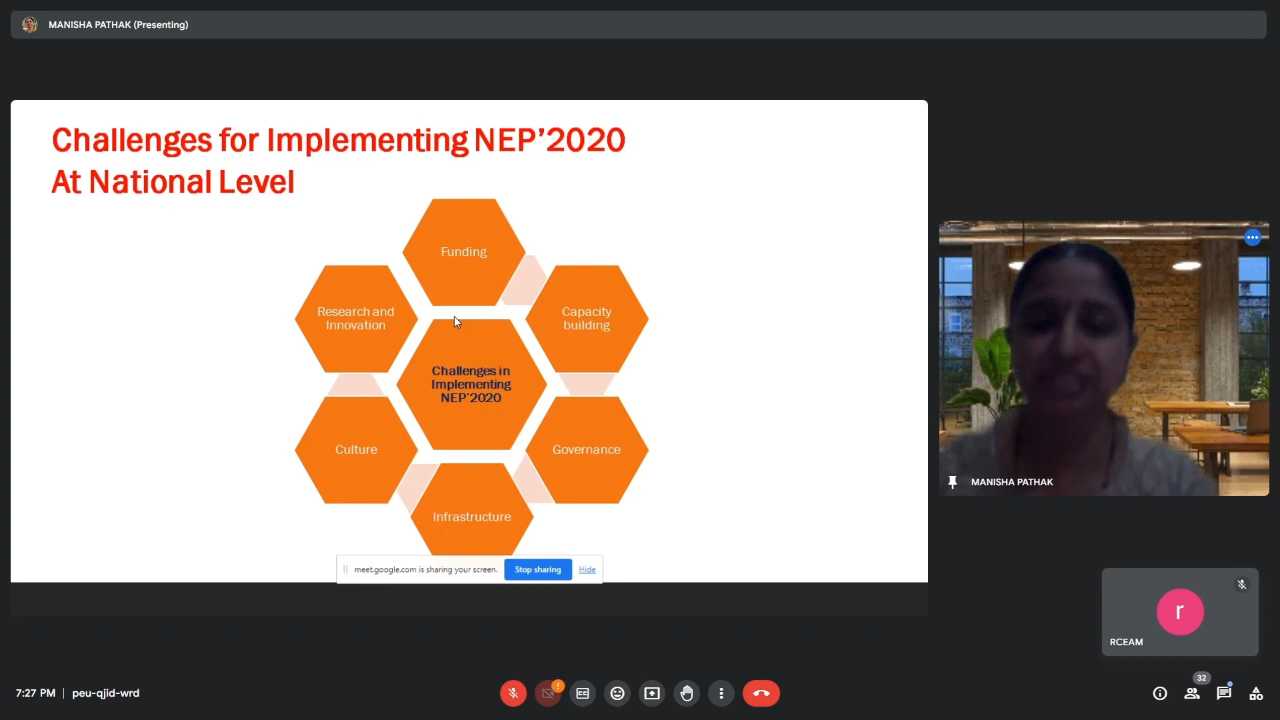 MANISHA PATHAK (Presenting)
Challenges for Implementing NEP’2020
At National Level
Funding
Research and
Innovation
Capacity
building
Challenges in
Implementing
NEP’2020
Culture
Governance
Infrastructure
meet.google.com is sharing your screen.
Stop sharing
Hide
MANISHA PATHAK
r
RCEAM
7:27 PM | peu-qjid-wrd
!
CC
32